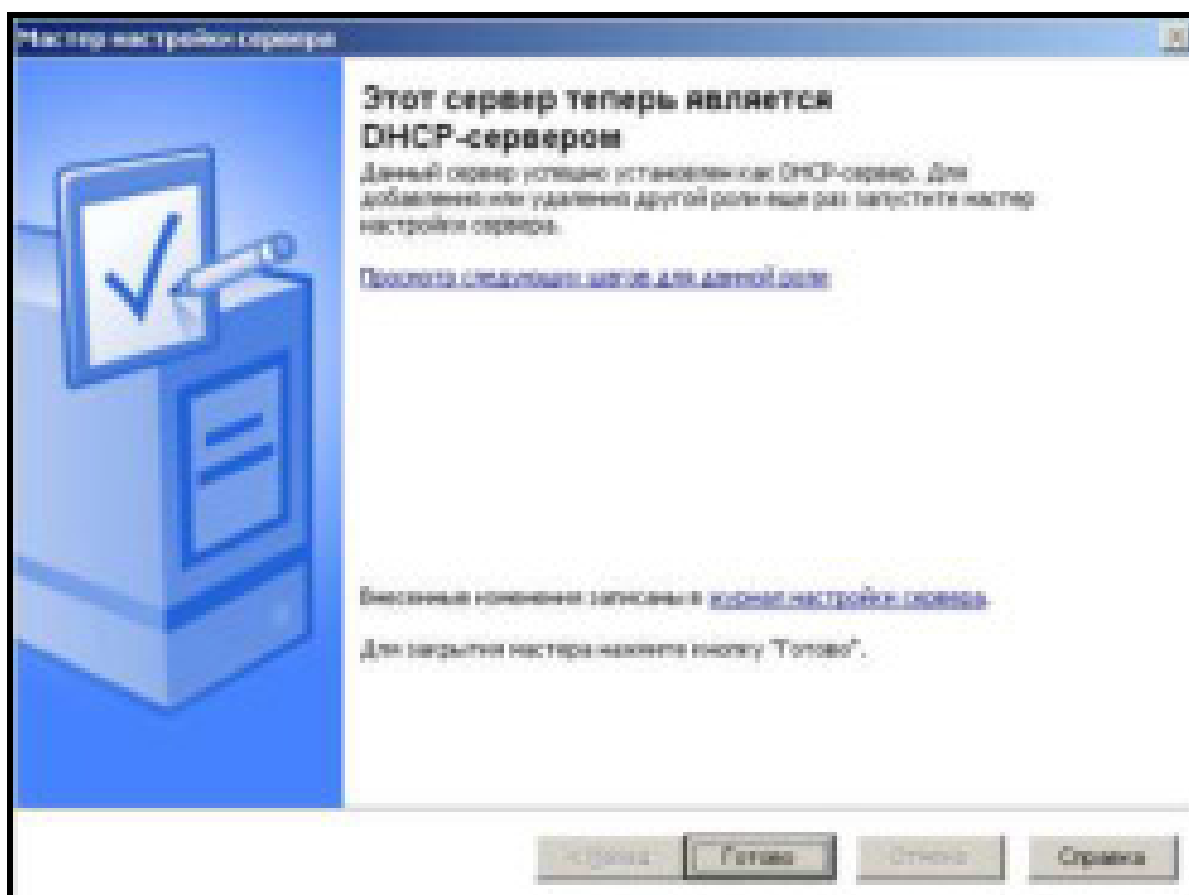 Мастер настройки сервера
Этот сервер теперь является
DHCP-сервером
Данный сервер успешно установлен как DHCP-сервер. Для
добавления или удаления другой роли еще раз запустите мастер
настройки сервера.
Просмотр следующих шагов для данной роли
Внесенные изменения записаны в журнал настройки сервера.
Для закрытия мастера нажмите кнопку "Готово".
< Назад Готово Отмена Справка